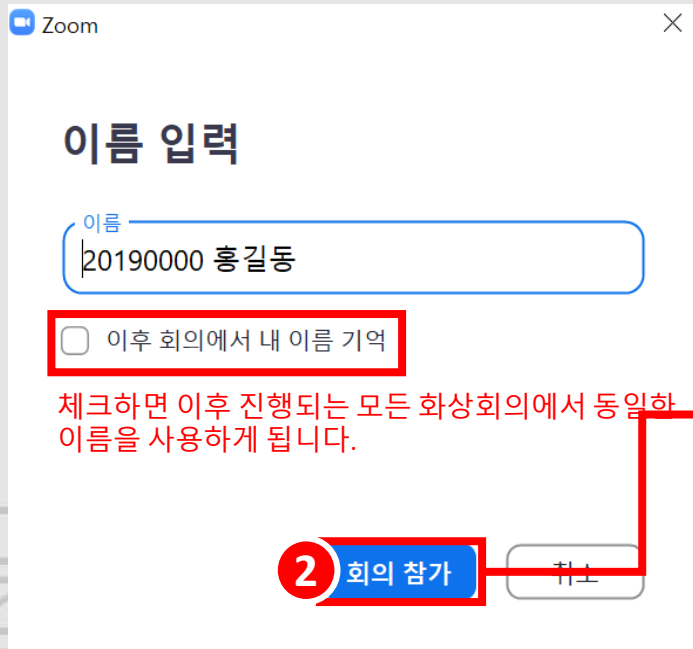 Zoom
이름 입력
이름
20190000 홍길동
이후 회의에서 내 이름 기억
체크하면 이후 진행되는 모든 화상회의에서 동일한
이름을 사용하게 됩니다.
2 회의 참가 취소